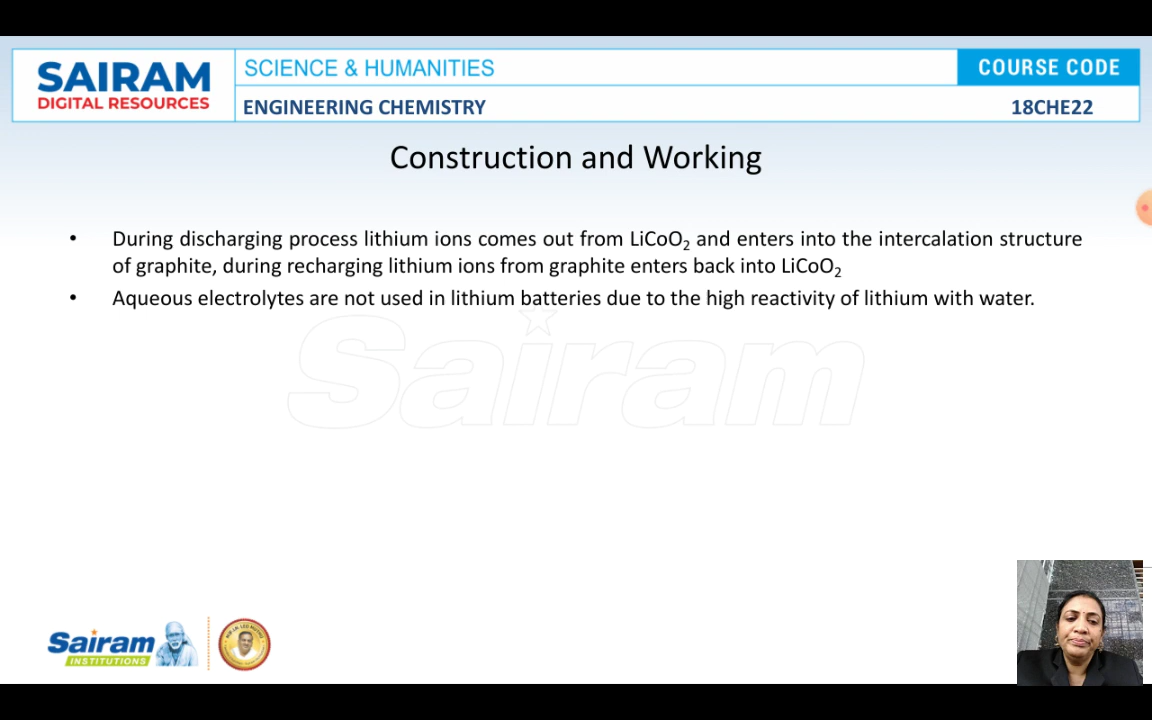 SAIRAM
DIGITAL RESOURCES
SCIENCE & HUMANITIES
COURSE CODE
ENGINEERING CHEMISTRY
18CHE22
Construction and Working
• During discharging process lithium ions comes out from LiCoO₂ and enters into the intercalation structure
of graphite, during recharging lithium ions from graphite enters back into LiCoO₂
• Aqueous electrolytes are not used in lithium batteries due to the high reactivity of lithium with water.
Sairam
Sairam
INSTITUTIONS